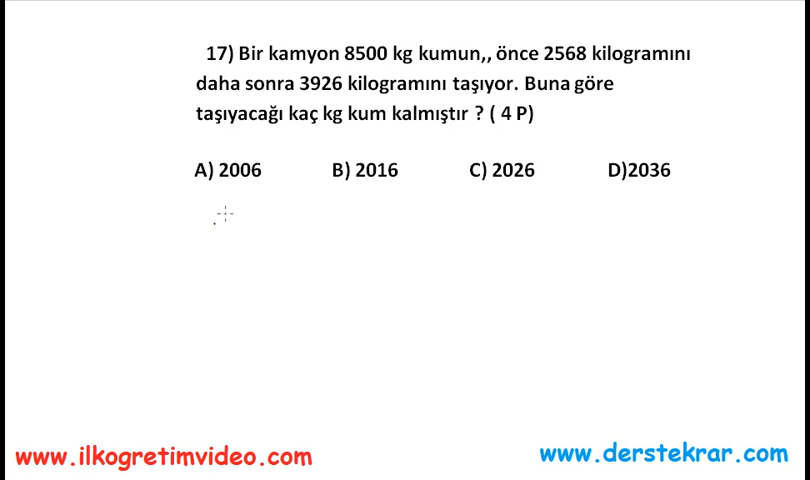 17) Bir kamyon 8500 kg kumun,, önce 2568 kilogramını
daha sonra 3926 kilogramını taşıyor. Buna göre
taşıyacağı kaç kg kum kalmıştır ? ( 4 P)
A) 2006 B) 2016 C) 2026 D)2036
www.ilkogretimvideo.com www.derstekrar.com